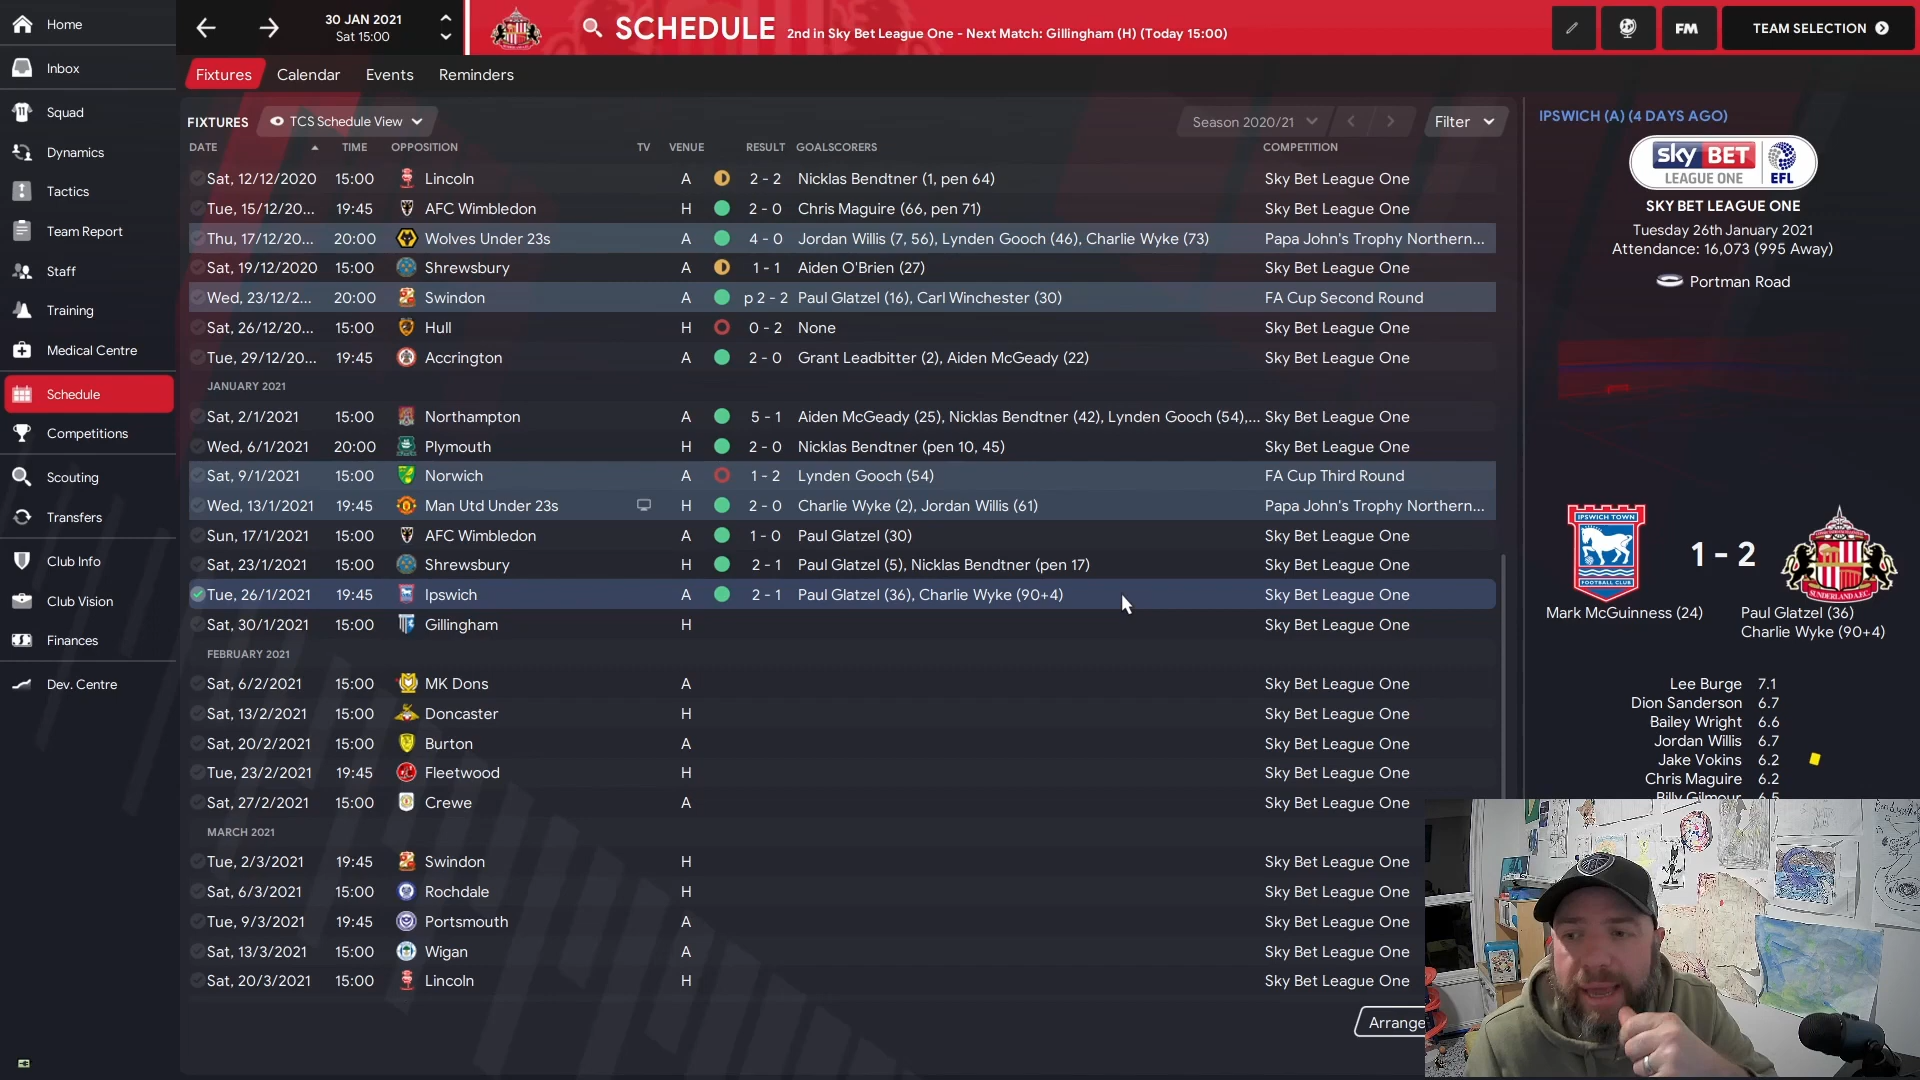 Home
Inbox
Squad
Dynamics
Tactics
Team Report
Staff
Training
Medical Centre
Schedule
Competitions
Scouting
Transfers
Club Info
Club Vision
Finances
Dev. Centre
30 JAN 2021
Sat 15:00
SCHEDULE 2nd in Sky Bet League One - Next Match: Gillingham (H) (Today 15:00)
FM
TEAM SELECTION
Fixtures Calendar Events Reminders
FIXTURES TCS Schedule View Season 2020/21 Filter
DATE TIME OPPOSITION TV VENUE RESULT GOALSCORERS COMPETITION
Sat, 12/12/2020 15:00 Lincoln A 2 - 2 Nicklas Bendtner (1, pen 64) Sky Bet League One
Tue, 15/12/20... 19:45 AFC Wimbledon H 2 - 0 Chris Maguire (66, pen 71) Sky Bet League One
Thu, 17/12/20... 20:00 Wolves Under 23s A 4 - 0 Jordan Willis (7, 56), Lynden Gooch (46), Charlie Wyke (73) Papa John's Trophy Northern...
Sat, 19/12/2020 15:00 Shrewsbury A 1 - 1 Aiden O'Brien (27) Sky Bet League One
Wed, 23/12/2... 20:00 Swindon A p 2 - 2 Paul Glatzel (16), Carl Winchester (30) FA Cup Second Round
Sat, 26/12/20... 15:00 Hull H 0 - 2 None Sky Bet League One
Tue, 29/12/20... 19:45 Accrington A 2 - 0 Grant Leadbitter (2), Aiden McGeady (22) Sky Bet League One
JANUARY 2021
Sat, 2/1/2021 15:00 Northampton A 5 - 1 Aiden McGeady (25), Nicklas Bendtner (42), Lynden Gooch (54),... Sky Bet League One
Wed, 6/1/2021 20:00 Plymouth H 2 - 0 Nicklas Bendtner (pen 10, 45) Sky Bet League One
Sat, 9/1/2021 15:00 Norwich A 1 - 2 Lynden Gooch (54) FA Cup Third Round
Wed, 13/1/2021 19:45 Man Utd Under 23s H 2 - 0 Charlie Wyke (2), Jordan Willis (61) Papa John's Trophy Northern...
Sun, 17/1/2021 15:00 AFC Wimbledon A 1 - 0 Paul Glatzel (30) Sky Bet League One
Sat, 23/1/2021 15:00 Shrewsbury H 2 - 1 Paul Glatzel (5), Nicklas Bendtner (pen 17) Sky Bet League One
Tue, 26/1/2021 19:45 Ipswich A 2 - 1 Paul Glatzel (36), Charlie Wyke (90+4) Sky Bet League One
Sat, 30/1/2021 15:00 Gillingham H Sky Bet League One
FEBRUARY 2021
Sat, 6/2/2021 15:00 MK Dons A Sky Bet League One
Sat, 13/2/2021 15:00 Doncaster H Sky Bet League One
Sat, 20/2/2021 15:00 Burton A Sky Bet League One
Tue, 23/2/2021 19:45 Fleetwood H Sky Bet League One
Sat, 27/2/2021 15:00 Crewe A Sky Bet League One
MARCH 2021
Tue, 2/3/2021 19:45 Swindon H Sky Bet League One
Sat, 6/3/2021 15:00 Rochdale H Sky Bet League One
Tue, 9/3/2021 19:45 Portsmouth A Sky Bet League One
Sat, 13/3/2021 15:00 Wigan A Sky Bet League One
Sat, 20/3/2021 15:00 Lincoln H Sky Bet League One
Arrange
IPSWICH (A) (4 DAYS AGO)
sky BET
LEAGUE ONE EFL
SKY BET LEAGUE ONE
Tuesday 26th January 2021
Attendance: 16,073 (995 Away)
Portman Road
IPSWICH TOWN
FOOTBALL CLUB
1 - 2
SUNDERLAND A.F.C.
Mark McGuinness (24)
Paul Glatzel (36)
Charlie Wyke (90+4)
Lee Burge 7.1
Dion Sanderson 6.7
Bailey Wright 6.6
Jordan Willis 6.7
Jake Vokins 6.2
Chris Maguire 6.2
Billy Gilmour 6.5